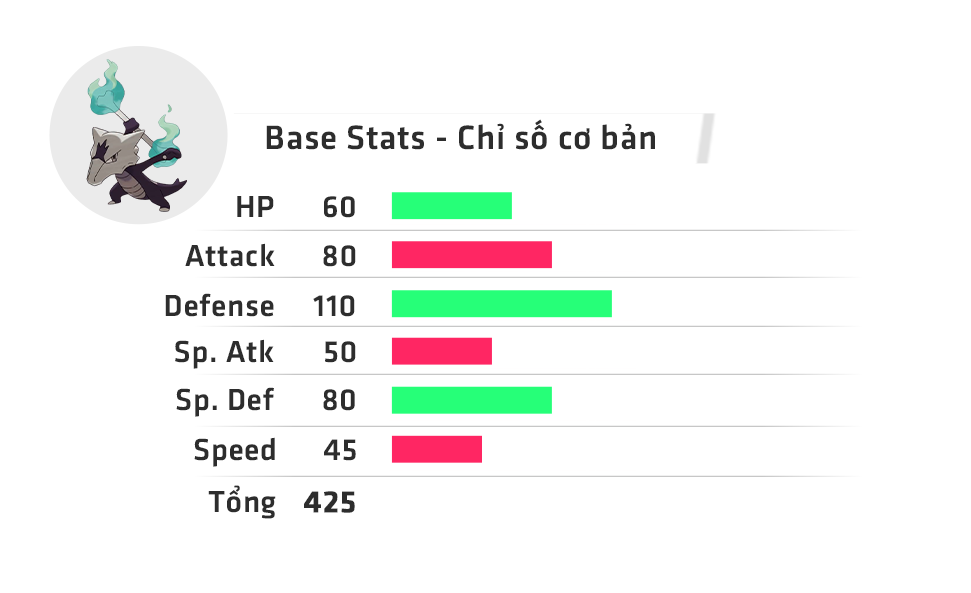 Base Stats - Chỉ số cơ bản
HP 60
Attack 80
Defense 110
Sp. Atk 50
Sp. Def 80
Speed 45
Tổng 425